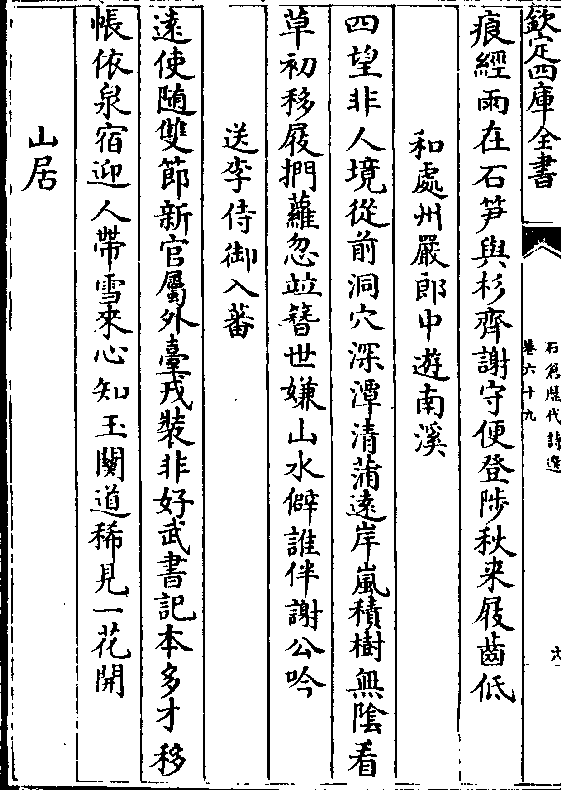 欽定四庫全書
石倉歷代詩選
卷六十九
六
痕經雨在石笋與杉齊謝守便登陟秋来屐齒低
和處州嚴郎中遊南溪
四望非人境從前洞穴深潭清蒲遠岸嵐積樹無陰看
草初移屐捫蘿忽竝簪世嫌山水僻誰伴謝公吟
送李侍御入蕃
遠使随雙節新官屬外臺戎裝非好武書記本多才移
帳依泉宿迎人帶雪來心知玉關道稀見一花開
山居